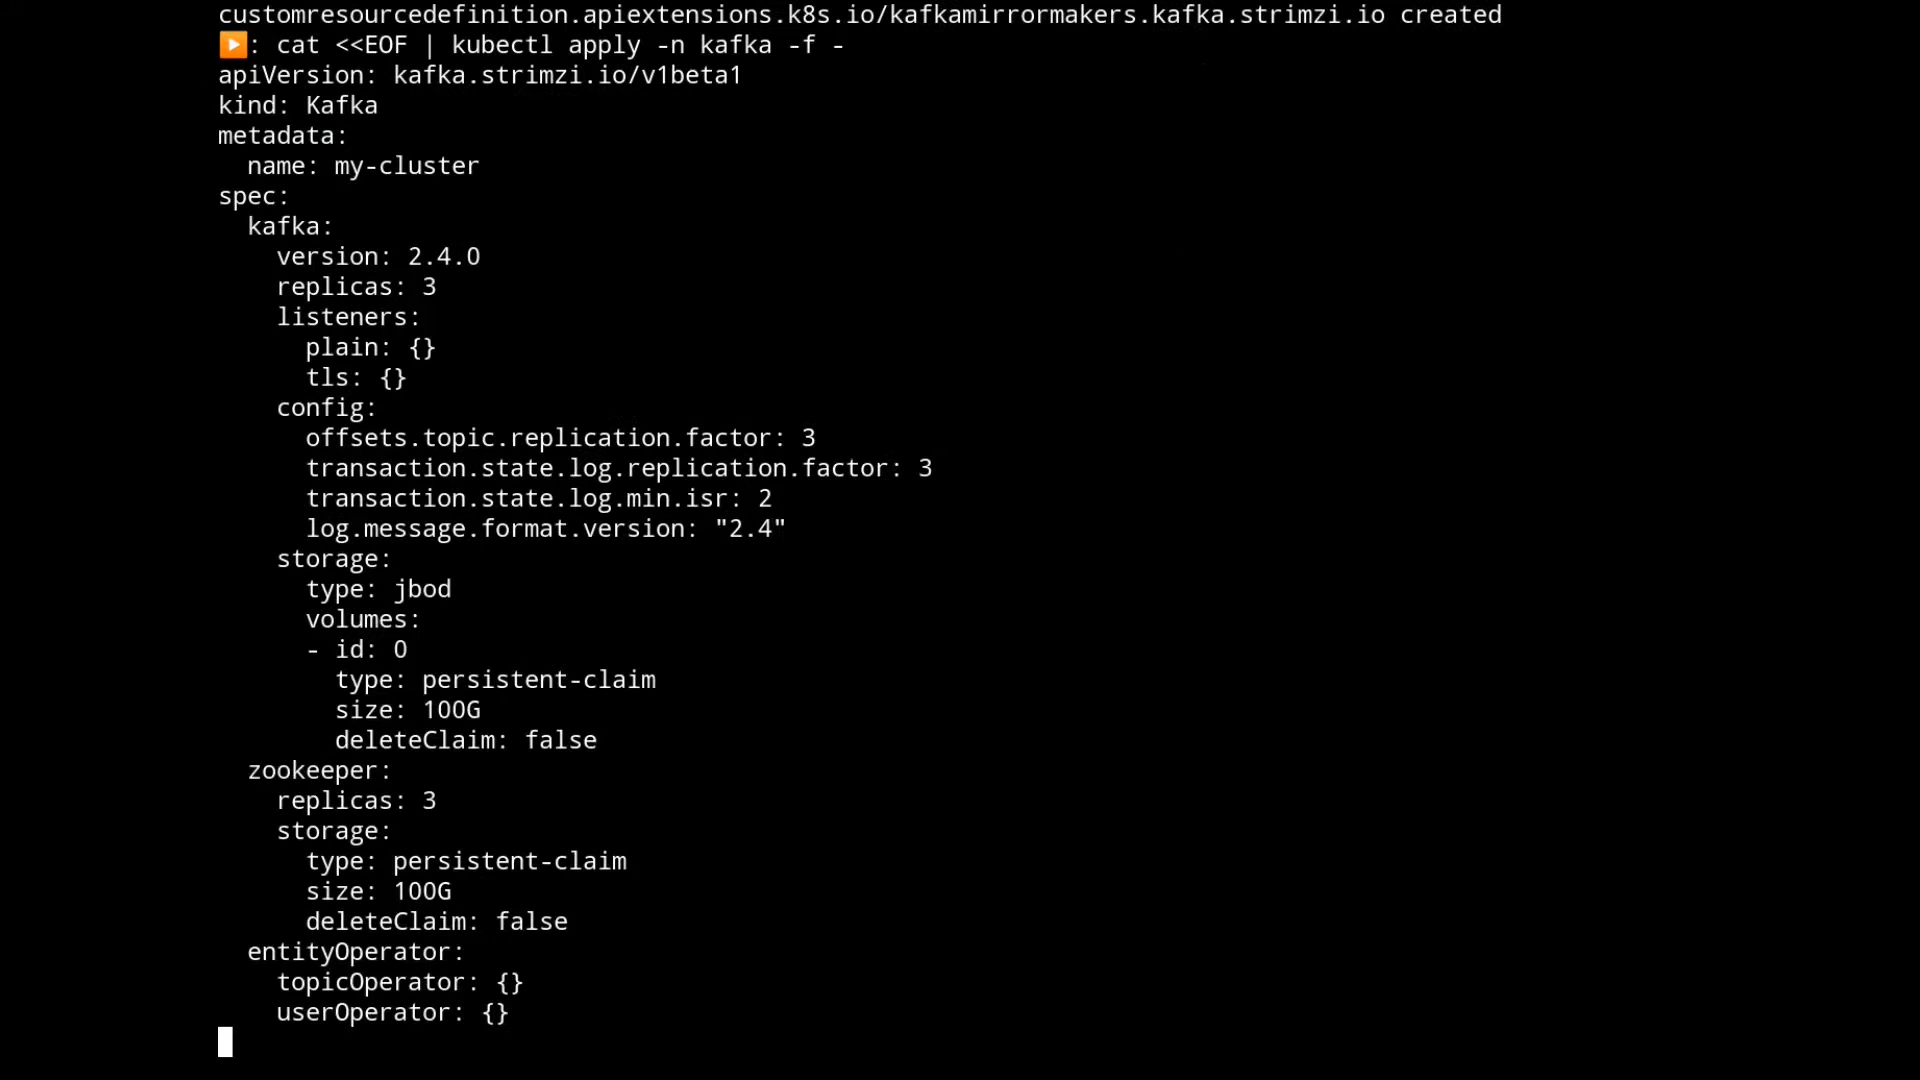 customresourcedefinition.apiextensions.k8s.io/kafkamirrormakers.kafka.strimzi.io created
▶️: cat <<EOF | kubectl apply -n kafka -f -
apiVersion: kafka.strimzi.io/v1beta1
kind: Kafka
metadata:
  name: my-cluster
spec:
  kafka:
    version: 2.4.0
    replicas: 3
    listeners:
      plain: {}
      tls: {}
    config:
      offsets.topic.replication.factor: 3
      transaction.state.log.replication.factor: 3
      transaction.state.log.min.isr: 2
      log.message.format.version: "2.4"
    storage:
      type: jbod
      volumes:
      - id: 0
        type: persistent-claim
        size: 100G
        deleteClaim: false
  zookeeper:
    replicas: 3
    storage:
      type: persistent-claim
      size: 100G
      deleteClaim: false
  entityOperator:
    topicOperator: {}
    userOperator: {}